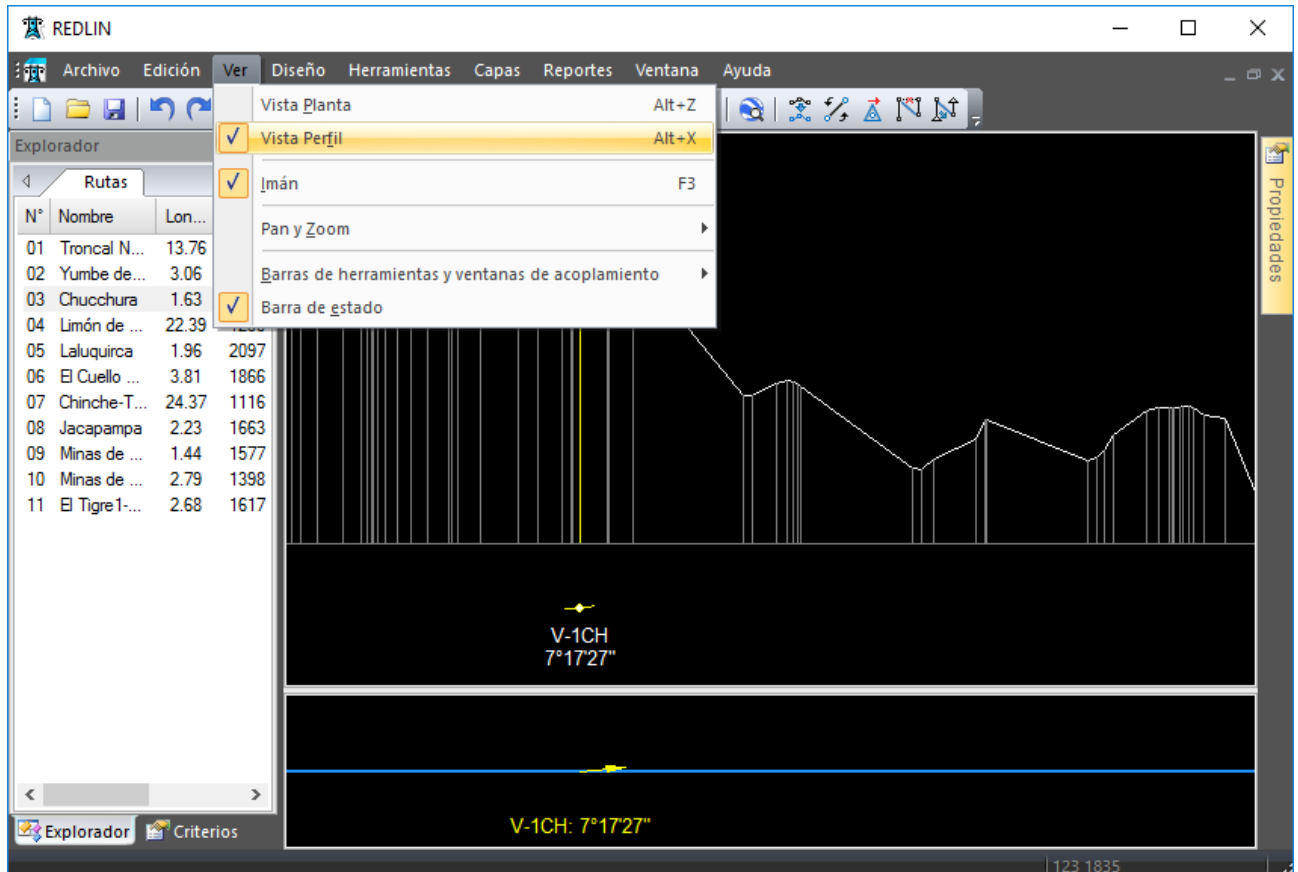 REDLIN
Archivo Edición Ver Diseño Herramientas Capas Reportes Ventana Ayuda
Vista Planta Alt+Z
Vista Perfil Alt+X
Imán F3
Pan y Zoom
Barras de herramientas y ventanas de acoplamiento
Barra de estado
Explorador
Rutas
N° Nombre Lon...
01 Troncal N... 13.76
02 Yumbe de... 3.06
03 Chucchura 1.63
04 Limón de ... 22.39
05 Laluquirca 1.96 2097
06 El Cuello ... 3.81 1866
07 Chinche-T... 24.37 1116
08 Jacapampa 2.23 1663
09 Minas de ... 1.44 1577
10 Minas de ... 2.79 1398
11 El Tigre1-... 2.68 1617
Propiedades
V-1CH
7°17'27"
V-1CH: 7°17'27"
Explorador Criterios
123 1835